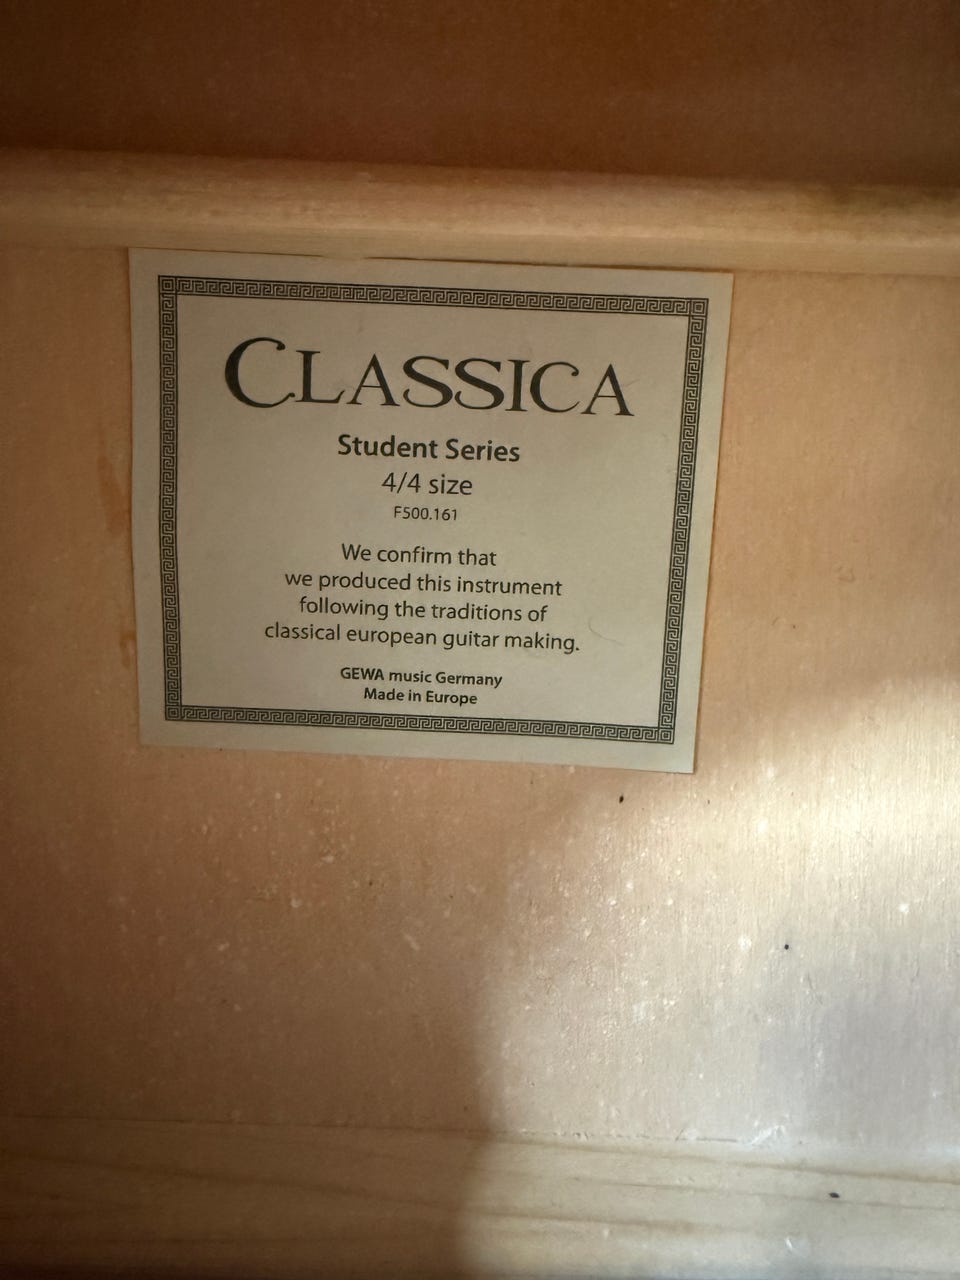 CLASSICA
Student Series
4/4 size
F500.161
We confirm that
we produced this instrument
following the traditions of
classical european guitar making.
GEWA music Germany
Made in Europe